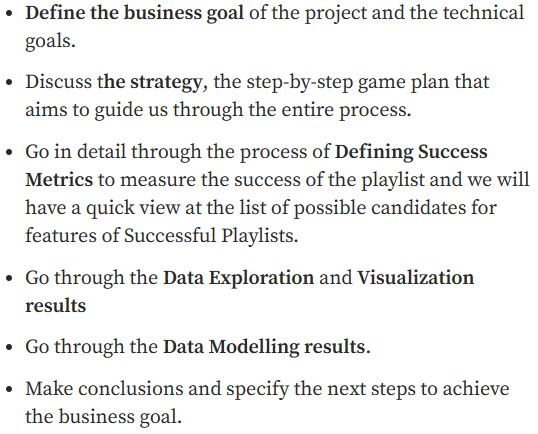 • Define the business goal of the project and the technical
goals.
• Discuss the strategy, the step-by-step game plan that
aims to guide us through the entire process.
• Go in detail through the process of Defining Success
Metrics to measure the success of the playlist and we will
have a quick view at the list of possible candidates for
features of Successful Playlists.
• Go through the Data Exploration and Visualization
results
• Go through the Data Modelling results.
• Make conclusions and specify the next steps to achieve
the business goal.